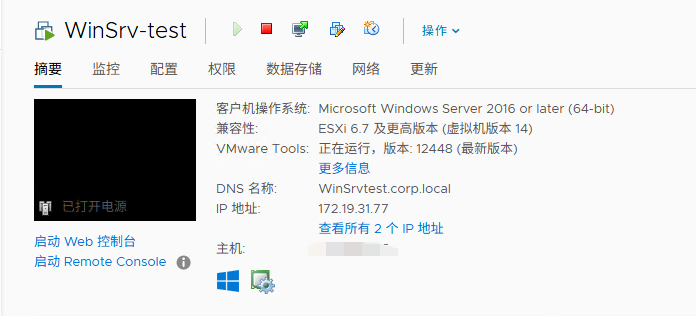 WinSrv-test
操作
摘要 监控 配置 权限 数据存储 网络 更新
客户机操作系统: Microsoft Windows Server 2016 or later (64-bit)
兼容性: ESXi 6.7 及更高版本 (虚拟机版本 14)
VMware Tools: 正在运行，版本: 12448 (最新版本)
更多信息
DNS 名称: WinSrvtest.corp.local
IP 地址: 172.19.31.77
查看所有 2 个 IP 地址
主机:
已打开电源
启动 Web 控制台
启动 Remote Console